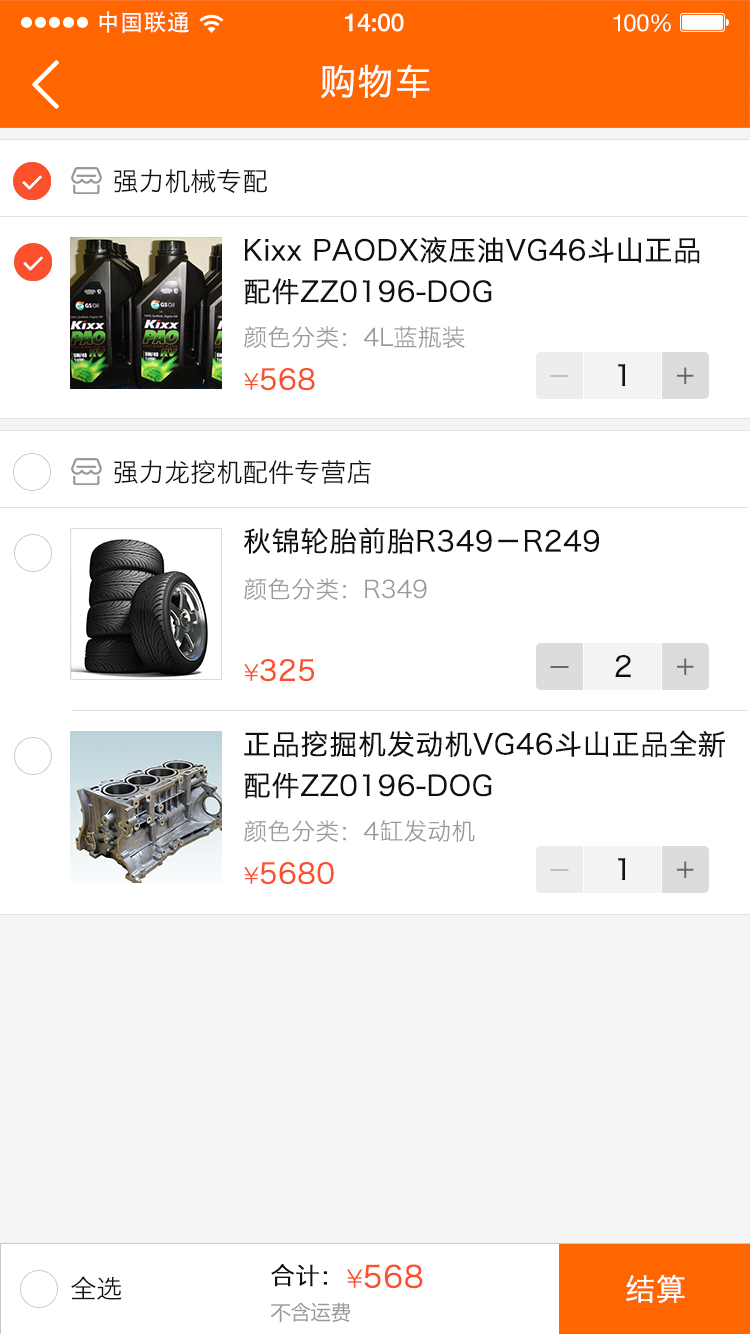 中国联通 14:00 100%
购物车
强力机械专配
Kixx PAODX液压油VG46斗山正品
配件ZZ0196-DOG
颜色分类：4L蓝瓶装
¥568
1
GS Oil
Kixx
PAO
强力龙挖机配件专营店
秋锦轮胎前胎R349－R249
颜色分类：R349
¥325
2
正品挖掘机发动机VG46斗山正品全新
配件ZZ0196-DOG
颜色分类：4缸发动机
¥5680
1
全选
合计：¥568
不含运费
结算